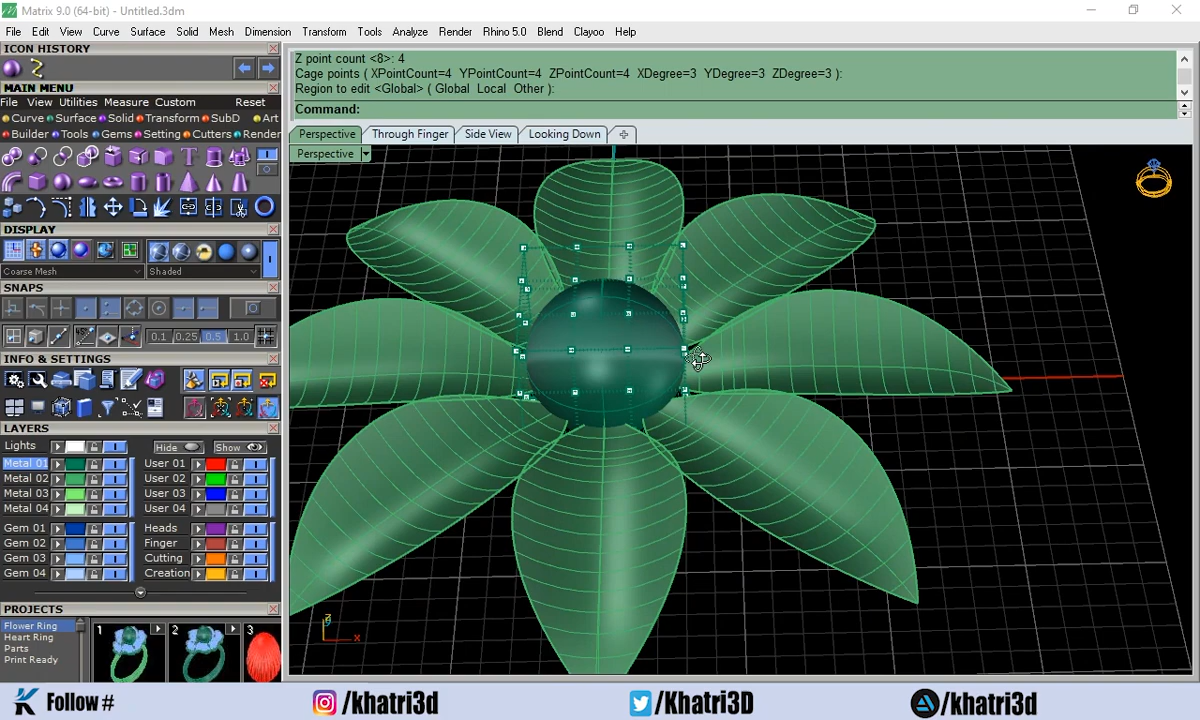 Matrix 9.0 (64-bit) - Untitled.3dm
File Edit View Curve Surface Solid Mesh Dimension Transform Tools Analyze Render Rhino 5.0 Blend Clayoo Help
ICON HISTORY
MAIN MENU
File View Utilities Measure Custom Reset
Curve Surface Solid Transform SubD Art
Builder Tools Gems Setting Cutters Render
T
DISPLAY
Coarse Mesh Shaded
SNAPS
0.1 0.25 0.5 1.0
INFO & SETTINGS
LAYERS
Lights Hide Show
Metal 01 User 01
Metal 02 User 02
Metal 03 User 03
Metal 04 User 04
Gem 01 Heads
Gem 02 Finger
Gem 03 Cutting
Gem 04 Creation
PROJECTS
Flower Ring
Heart Ring
Parts
Print Ready
1 2 3
Z point count <8>: 4
Cage points ( XPointCount=4 YPointCount=4 ZPointCount=4 XDegree=3 YDegree=3 ZDegree=3 ):
Region to edit <Global> ( Global Local Other ):
Command:
Perspective Through Finger Side View Looking Down
Perspective
z
x
Follow # /khatri3d /Khatri3D /khatri3d